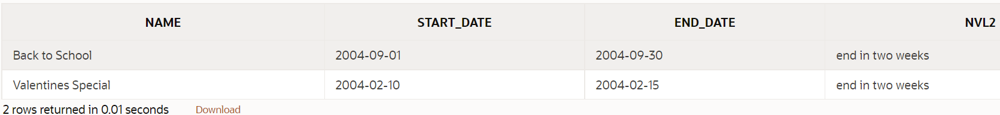 NAME START_DATE END_DATE NVL2
Back to School 2004-09-01 2004-09-30 end in two weeks
Valentines Special 2004-02-10 2004-02-15 end in two weeks
2 rows returned in 0.01 seconds Download